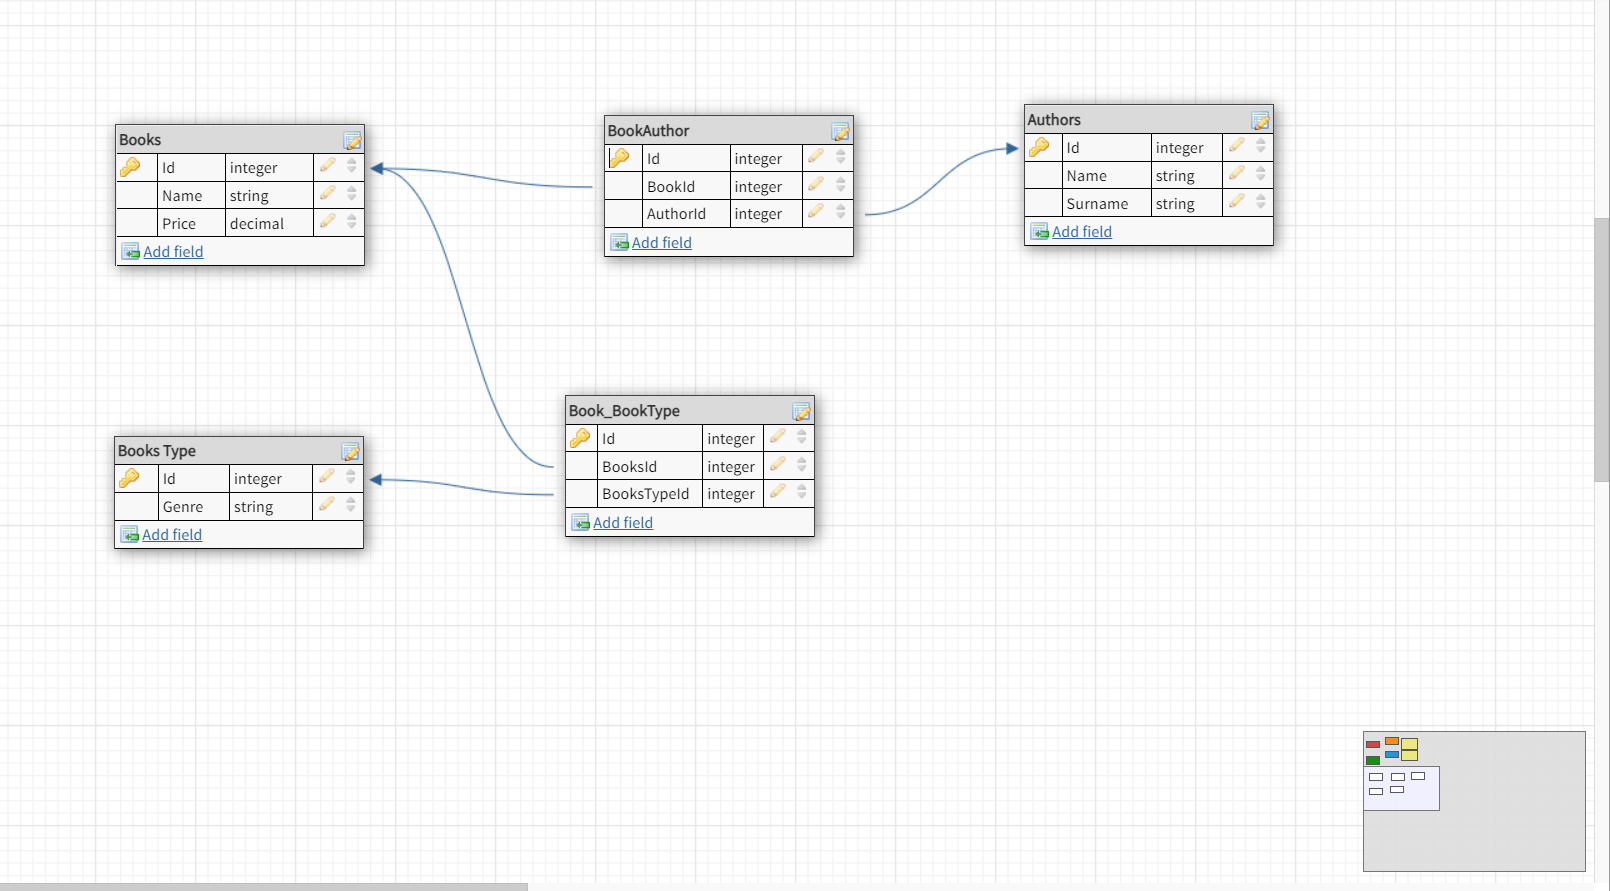 Books
Id integer
Name string
Price decimal
Add field
BookAuthor
Id integer
BookId integer
AuthorId integer
Add field
Authors
Id integer
Name string
Surname string
Add field
Books Type
Id integer
Genre string
Add field
Book_BookType
Id integer
BooksId integer
BooksTypeId integer
Add field